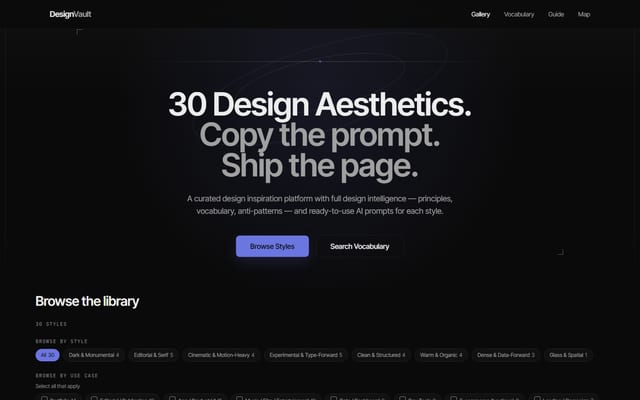 DesignVault
Gallery Vocabulary Guide Map
30 Design Aesthetics.
Copy the prompt.
Ship the page.
A curated design inspiration platform with full design intelligence — principles,
vocabulary, anti-patterns — and ready-to-use AI prompts for each style.
Browse Styles Search Vocabulary
Browse the library
30 STYLES
BROWSE BY STYLE
All 30 Dark & Monumental 4 Editorial & Serif 5 Cinematic & Motion-Heavy 4 Experimental & Type-Forward 5 Clean & Structured 4 Warm & Organic 4 Dense & Data-Forward 3 Glass & Spatial 1
BROWSE BY USE CASE
Select all that apply